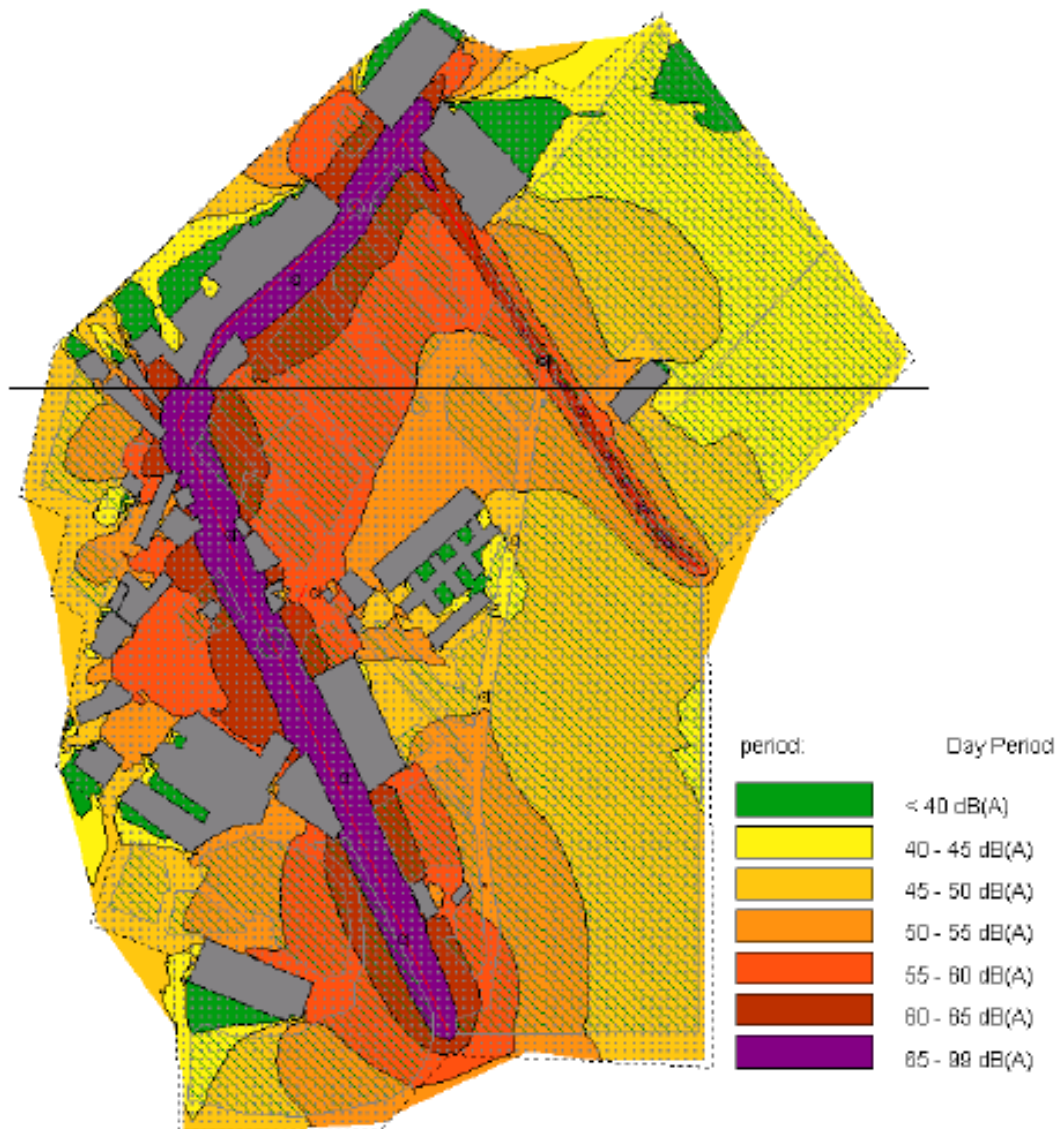 period: Day Period
< 40 dB(A)
40 - 45 dB(A)
45 - 50 dB(A)
50 - 55 dB(A)
55 - 60 dB(A)
60 - 65 dB(A)
65 - 99 dB(A)